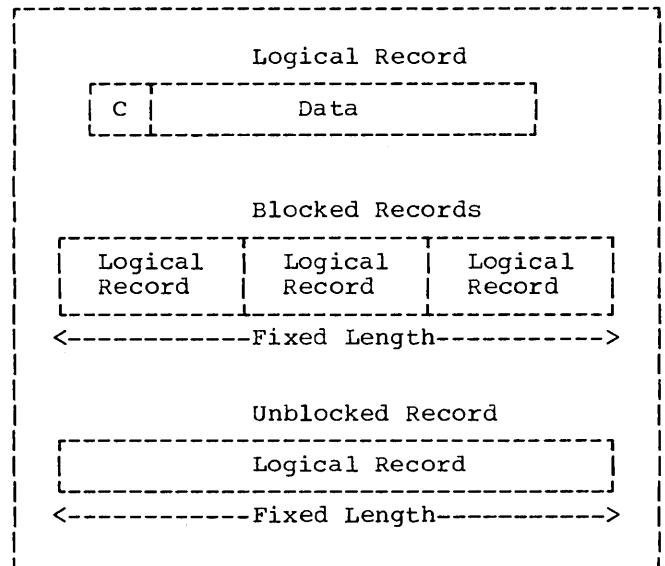 Logical Record
C Data
Blocked Records
Logical Logical Logical
Record Record Record
<------------Fixed Length----------->
Unblocked Record
Logical Record
<------------Fixed Length----------->